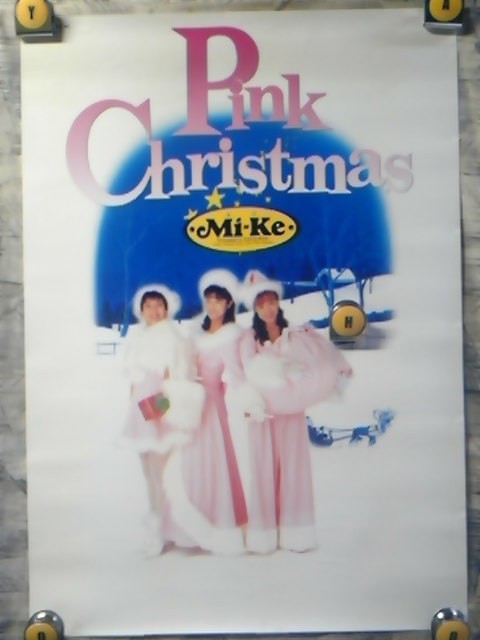 Y
A
Pink
Christmas
Mi-Ke
H